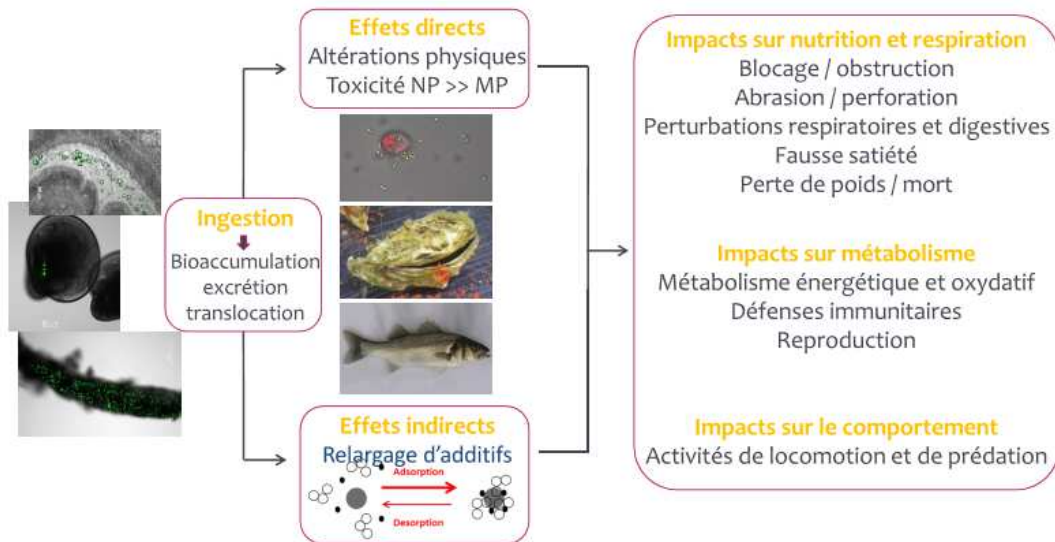 Effets directs
Altérations physiques
Toxicité NP >> MP
Ingestion
Bioaccumulation
excrétion
translocation
Effets indirects
Relargage d'additifs
Adsorption
Desorption
Impacts sur nutrition et respiration
Blocage / obstruction
Abrasion / perforation
Perturbations respiratoires et digestives
Fausse satiété
Perte de poids / mort
Impacts sur métabolisme
Métabolisme énergétique et oxydatif
Défenses immunitaires
Reproduction
Impacts sur le comportement
Activités de locomotion et de prédation